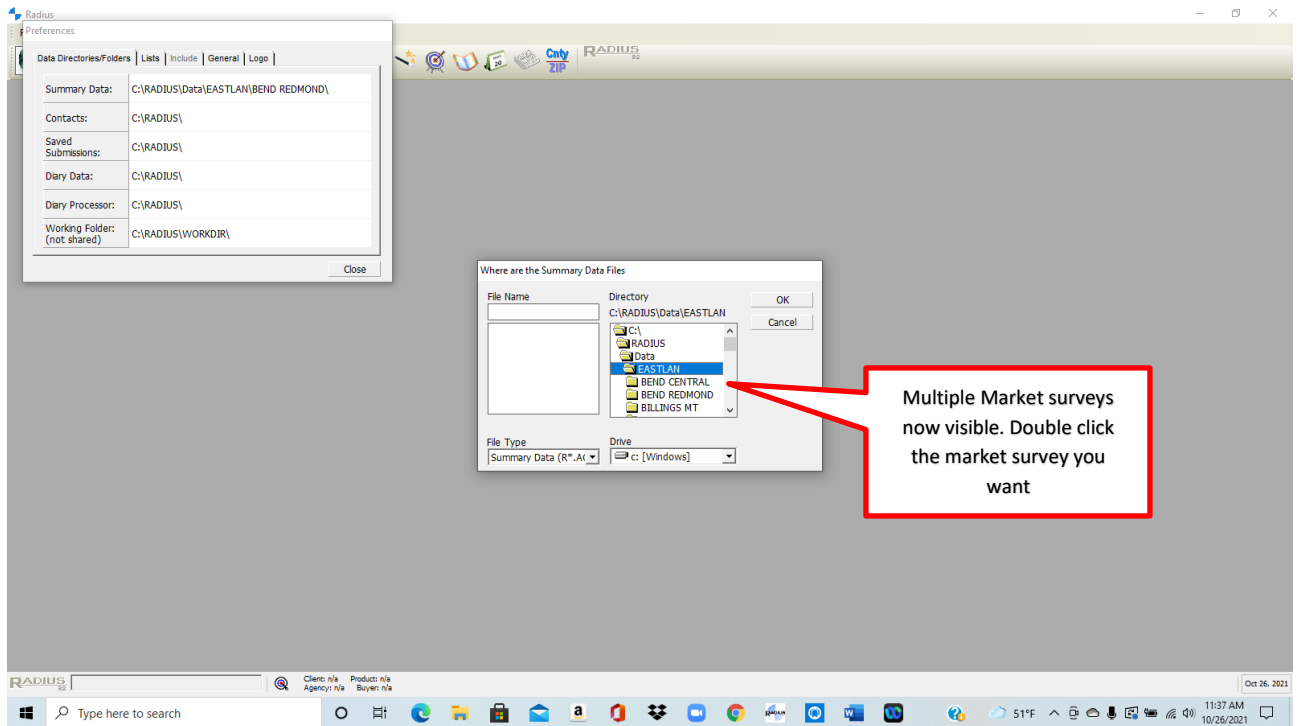 Radius
Preferences
Data Directories/Folders Lists Include General Logo
Summary Data: C:\RADIUS\Data\EASTLAN\BEND REDMOND\
Contacts: C:\RADIUS\
Saved
Submissions: C:\RADIUS\
Diary Data: C:\RADIUS\
Diary Processor: C:\RADIUS\
Working Folder:
(not shared) C:\RADIUS\WORKDIR\
Close
20
Cnty
ZIP
RADIUS
92
Where are the Summary Data Files
File Name
Directory
C:\RADIUS\Data\EASTLAN
OK
Cancel
C:\
RADIUS
Data
EASTLAN
BEND CENTRAL
BEND REDMOND
BILLINGS MT
File Type
Summary Data (R*.A
Drive
c: [Windows]
Multiple Market surveys
now visible. Double click
the market survey you
want
RADIUS
92
Client: n/a Product: n/a
Agency: n/a Buyer: n/a
Oct 26, 2021
Type here to search
a
RADIUS
W
51°F
11:37 AM
10/26/2021